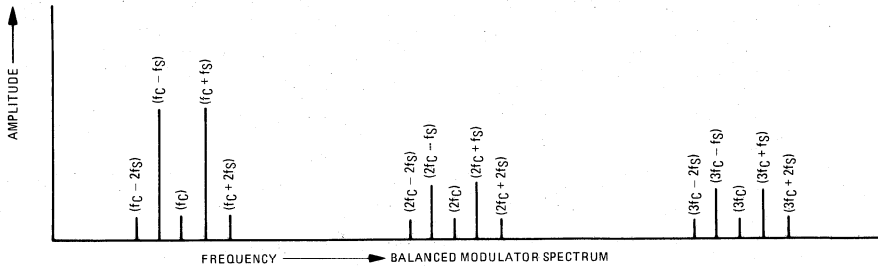 AMPLITUDE
(fC − 2fS)
(fC − fS)
(fC)
(fC + fS)
(fC + 2fS)
(2fC − 2fS)
(2fC − fS)
(2fC)
(2fC + fS)
(2fC + 2fS)
(3fC − 2fS)
(3fC − fS)
(3fC)
(3fC + fS)
(3fC + 2fS)
FREQUENCY BALANCED MODULATOR SPECTRUM